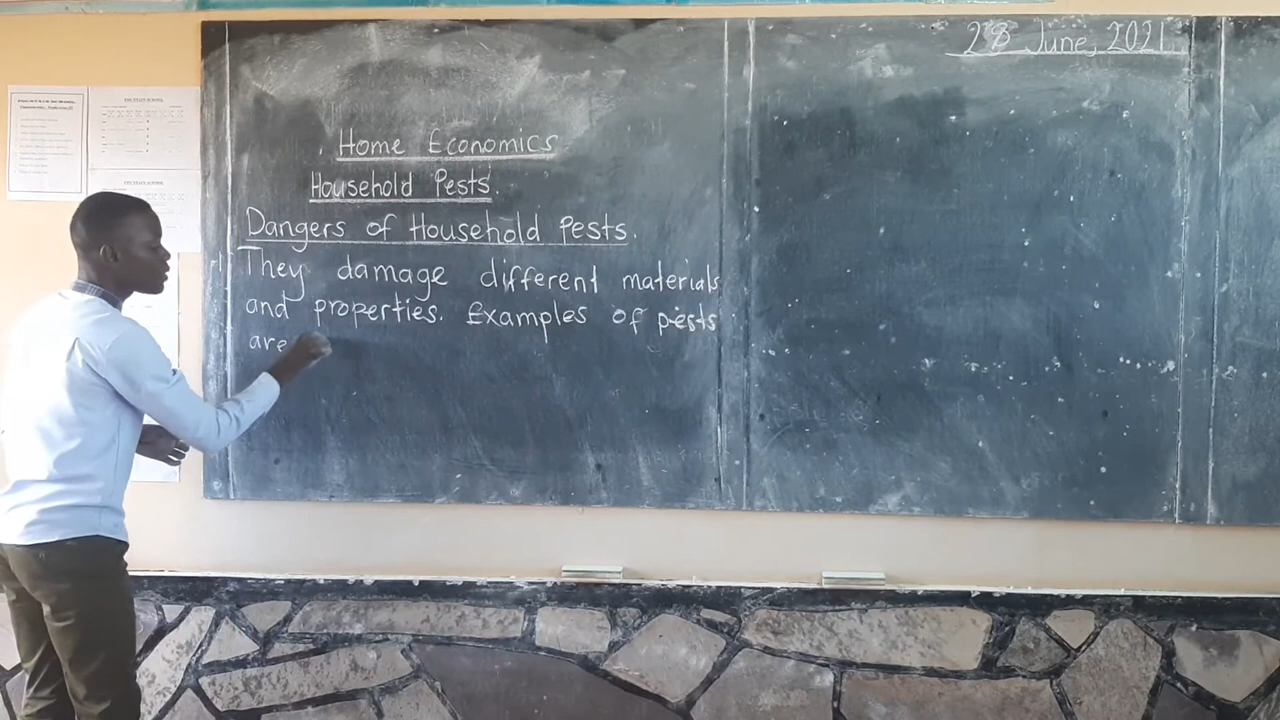 28 June, 2021
Home Economics
Household Pests.
Dangers of Household Pests.
They damage different materials
and properties. Examples of pests
are